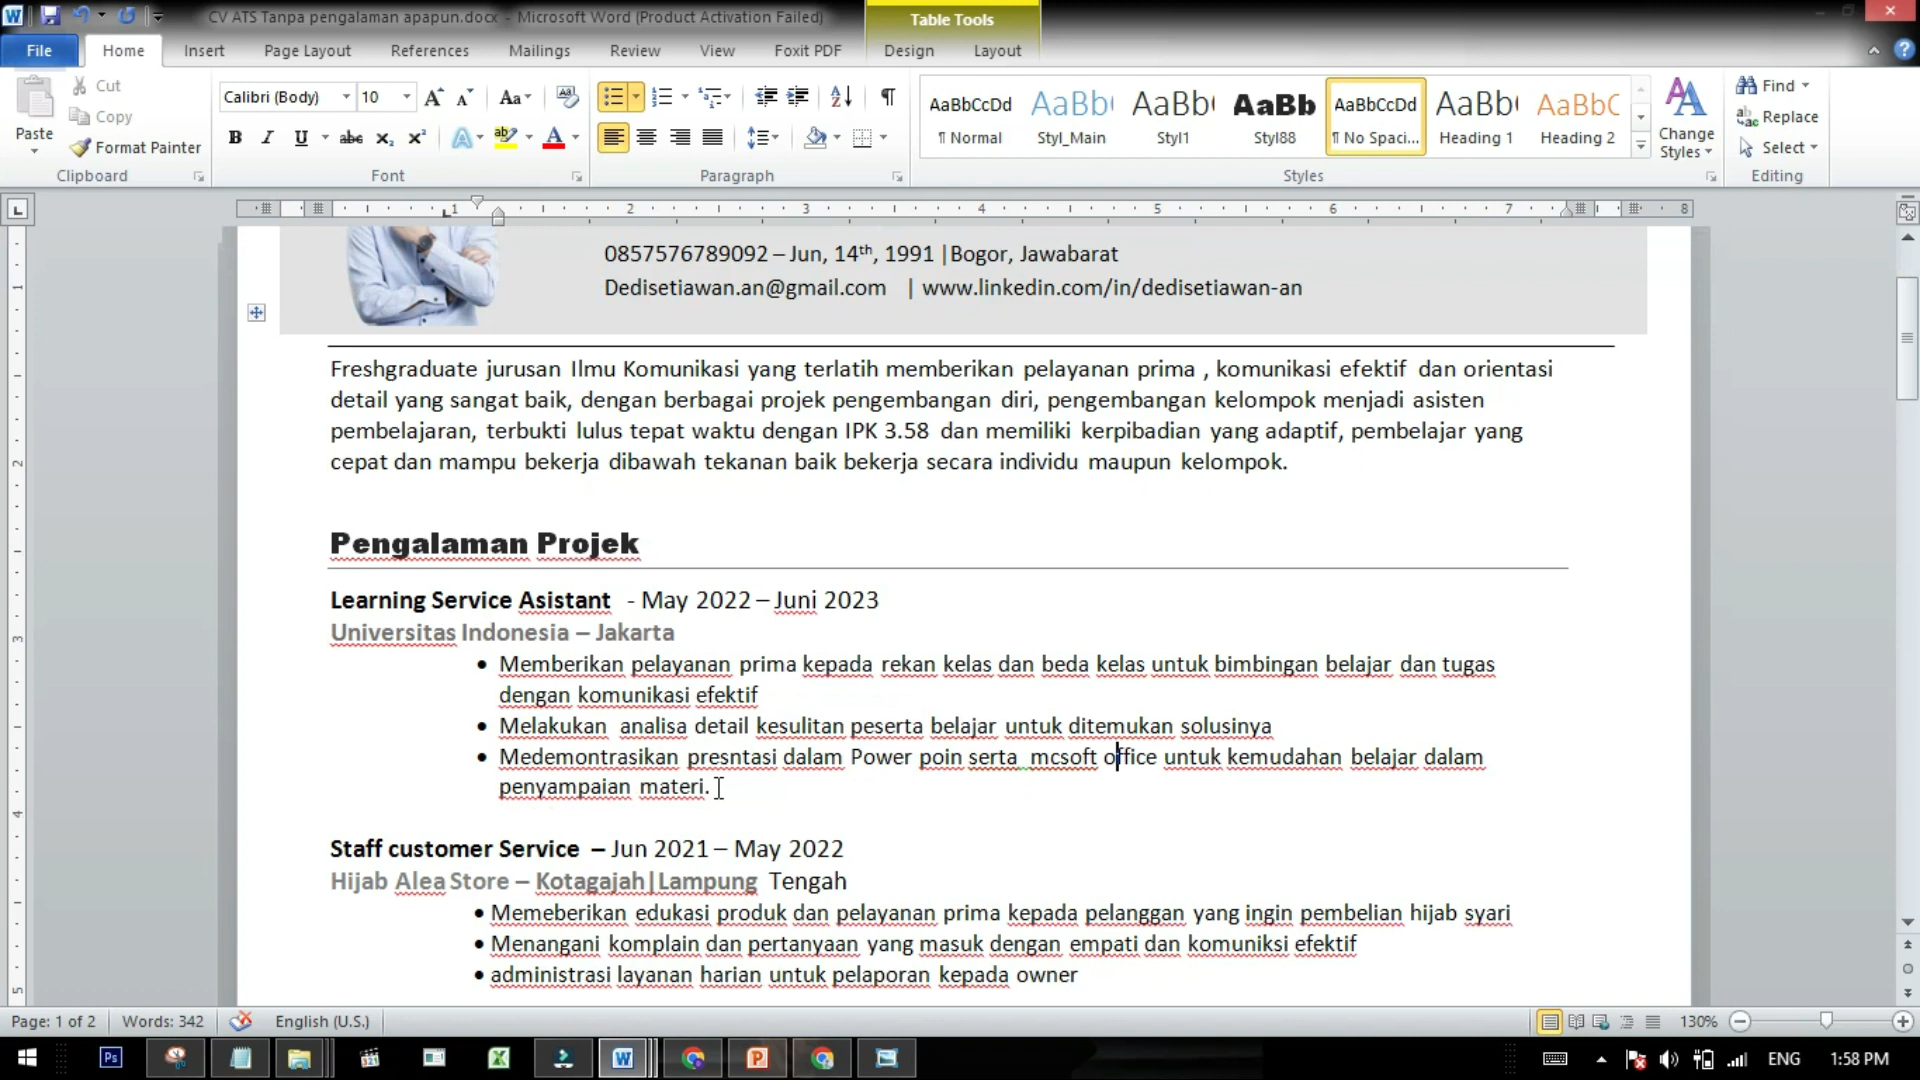 CV ATS Tanpa pengalaman apapun.docx - Microsoft Word (Product Activation Failed)
Table Tools
File Home Insert Page Layout References Mailings Review View Foxit PDF Design Layout
Paste
Cut
Copy
Format Painter
Clipboard
Calibri (Body) 10
Font
Paragraph
AaBbCcDd AaBb( AaBb( AaBb AaBbCcDd AaBb( AaBbC
¶ Normal Styl_Main Styl1 Styl88 ¶ No Spaci... Heading 1 Heading 2
Change Styles
Styles
Find
Replace
Select
Editing
1 2 3 4 5 6 7 8
0857576789092 – Jun, 14th, 1991 |Bogor, Jawabarat
Dedisetiawan.an@gmail.com | www.linkedin.com/in/dedisetiawan-an
Freshgraduate jurusan Ilmu Komunikasi yang terlatih memberikan pelayanan prima , komunikasi efektif dan orientasi
detail yang sangat baik, dengan berbagai projek pengembangan diri, pengembangan kelompok menjadi asisten
pembelajaran, terbukti lulus tepat waktu dengan IPK 3.58 dan memiliki kerpibadian yang adaptif, pembelajar yang
cepat dan mampu bekerja dibawah tekanan baik bekerja secara individu maupun kelompok.
Pengalaman Projek
Learning Service Asistant - May 2022 – Juni 2023
Universitas Indonesia – Jakarta
• Memberikan pelayanan prima kepada rekan kelas dan beda kelas untuk bimbingan belajar dan tugas
dengan komunikasi efektif
• Melakukan analisa detail kesulitan peserta belajar untuk ditemukan solusinya
• Medemontrasikan presntasi dalam Power poin serta mcsoft office untuk kemudahan belajar dalam
penyampaian materi.
Staff customer Service – Jun 2021 – May 2022
Hijab Alea Store – Kotagajah|Lampung Tengah
• Memeberikan edukasi produk dan pelayanan prima kepada pelanggan yang ingin pembelian hijab syari
• Menangani komplain dan pertanyaan yang masuk dengan empati dan komuniksi efektif
• administrasi layanan harian untuk pelaporan kepada owner
Page: 1 of 2 Words: 342 English (U.S.) 130%
ENG 1:58 PM